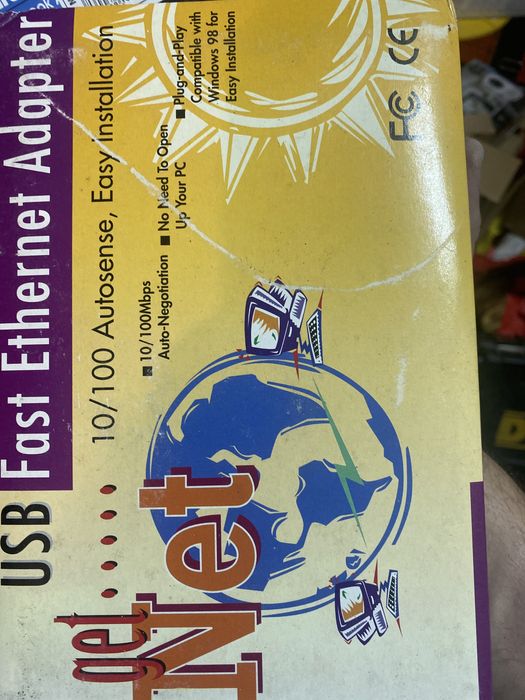 USB Fast Ethernet Adapter
10/100 Autosense, Easy Installation
get.....
Net
■ 10/100Mbps
Auto-Negotiation
■ No Need To Open
Up Your PC
■ Plug-and-Play
Compatible with
Windows 98 for
Easy Installation
FC CE